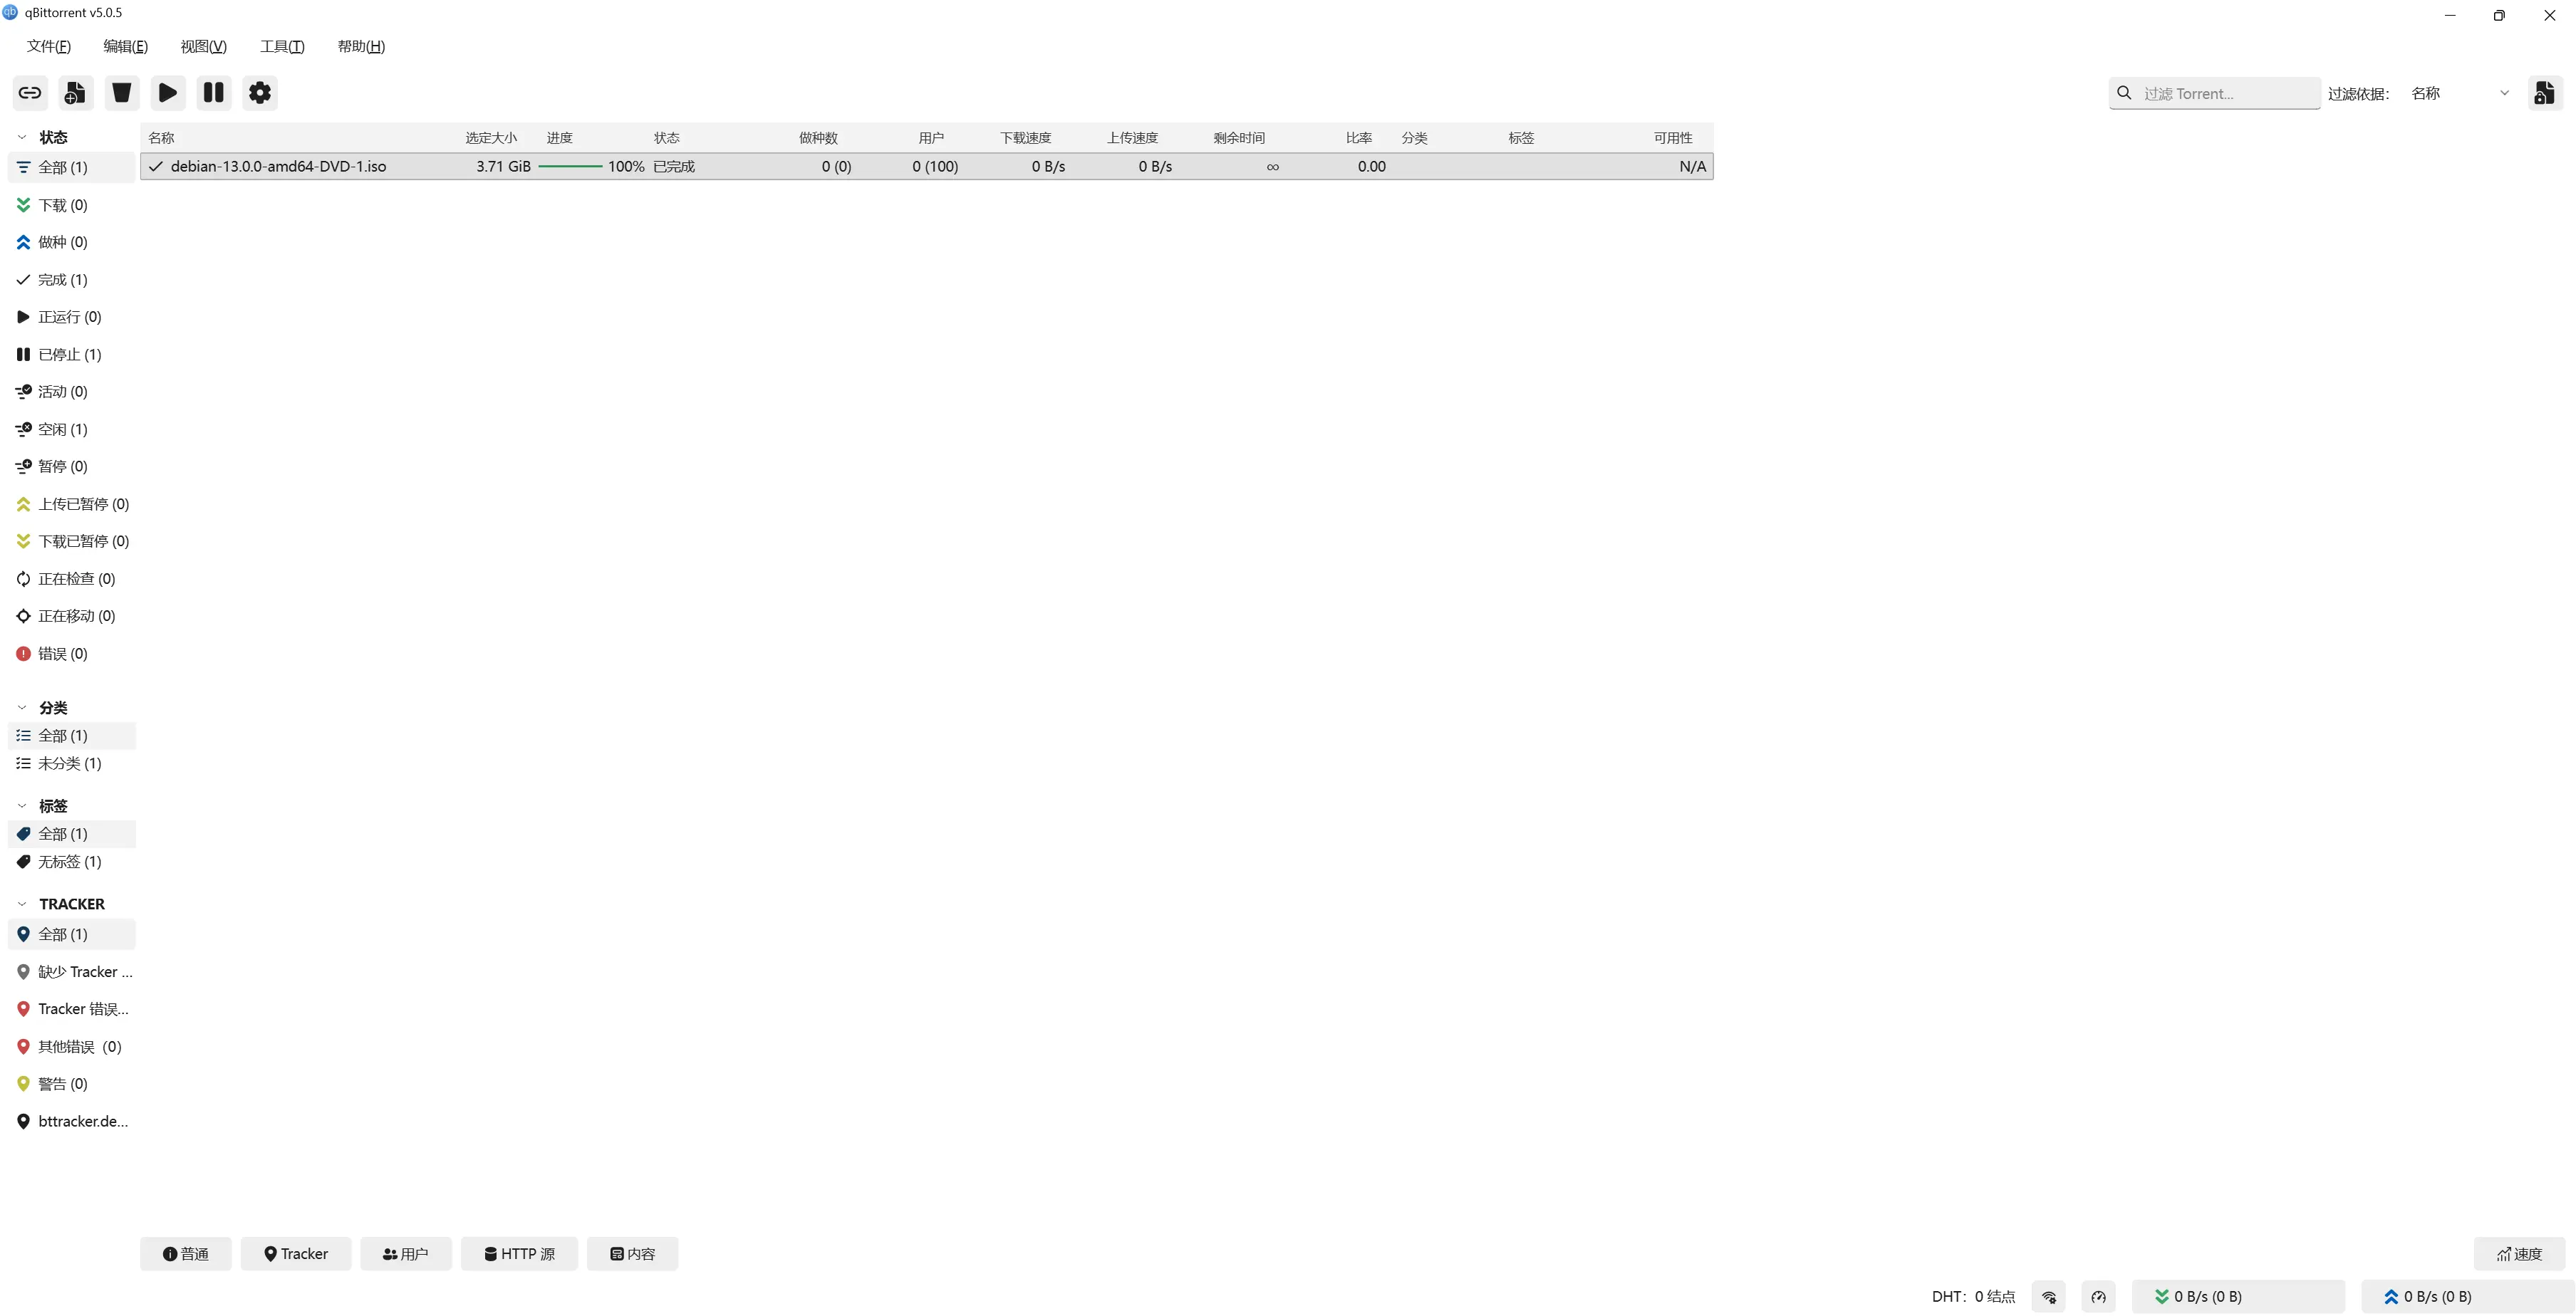 qBittorrent v5.0.5
文件(F) 编辑(E) 视图(V) 工具(T) 帮助(H)
过滤 Torrent... 过滤依据： 名称
状态
全部 (1)
下载 (0)
做种 (0)
完成 (1)
正运行 (0)
已停止 (1)
活动 (0)
空闲 (1)
暂停 (0)
上传已暂停 (0)
下载已暂停 (0)
正在检查 (0)
正在移动 (0)
错误 (0)
分类
全部 (1)
未分类 (1)
标签
全部 (1)
无标签 (1)
TRACKER
全部 (1)
缺少 Tracker ...
Tracker 错误...
其他错误 (0)
警告 (0)
bttracker.de...
名称 选定大小 进度 状态 做种数 用户 下载速度 上传速度 剩余时间 比率 分类 标签 可用性
debian-13.0.0-amd64-DVD-1.iso 3.71 GiB 100% 已完成 0 (0) 0 (100) 0 B/s 0 B/s ∞ 0.00 N/A
普通 Tracker 用户 HTTP 源 内容 速度
DHT： 0 结点 0 B/s (0 B) 0 B/s (0 B)